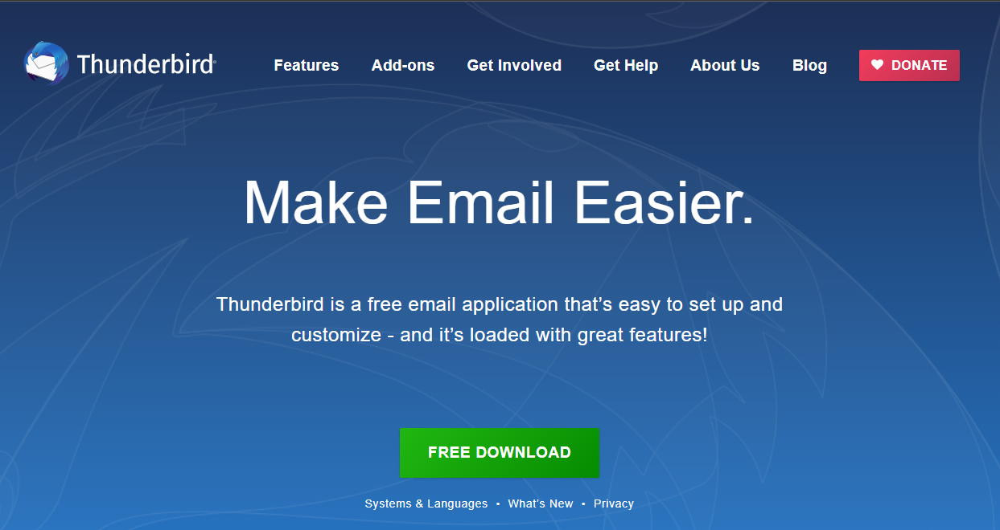 Thunderbird
Features Add-ons Get Involved Get Help About Us Blog DONATE
Make Email Easier.
Thunderbird is a free email application that’s easy to set up and
customize - and it’s loaded with great features!
FREE DOWNLOAD
Systems & Languages • What’s New • Privacy